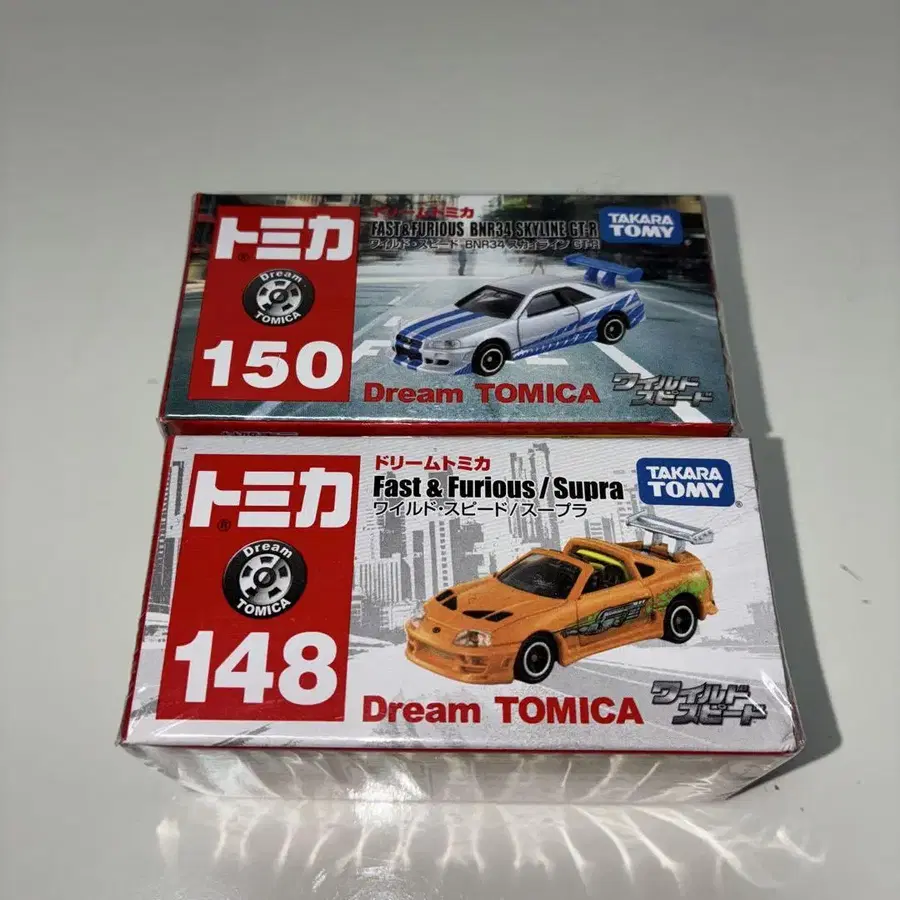 トミカ
®
Dream
TOMICA
150
ドリームトミカ
FAST & FURIOUS BNR34 SKYLINE GT-R
ワイルド・スピード BNR34 スカイライン GT-R
TAKARA
TOMY
Dream TOMICA
ワイルド
スピード
トミカ
®
Dream
TOMICA
148
ドリームトミカ
Fast & Furious / Supra
ワイルド・スピード/スープラ
TAKARA
TOMY
®
Dream TOMICA
ワイルド
スピード